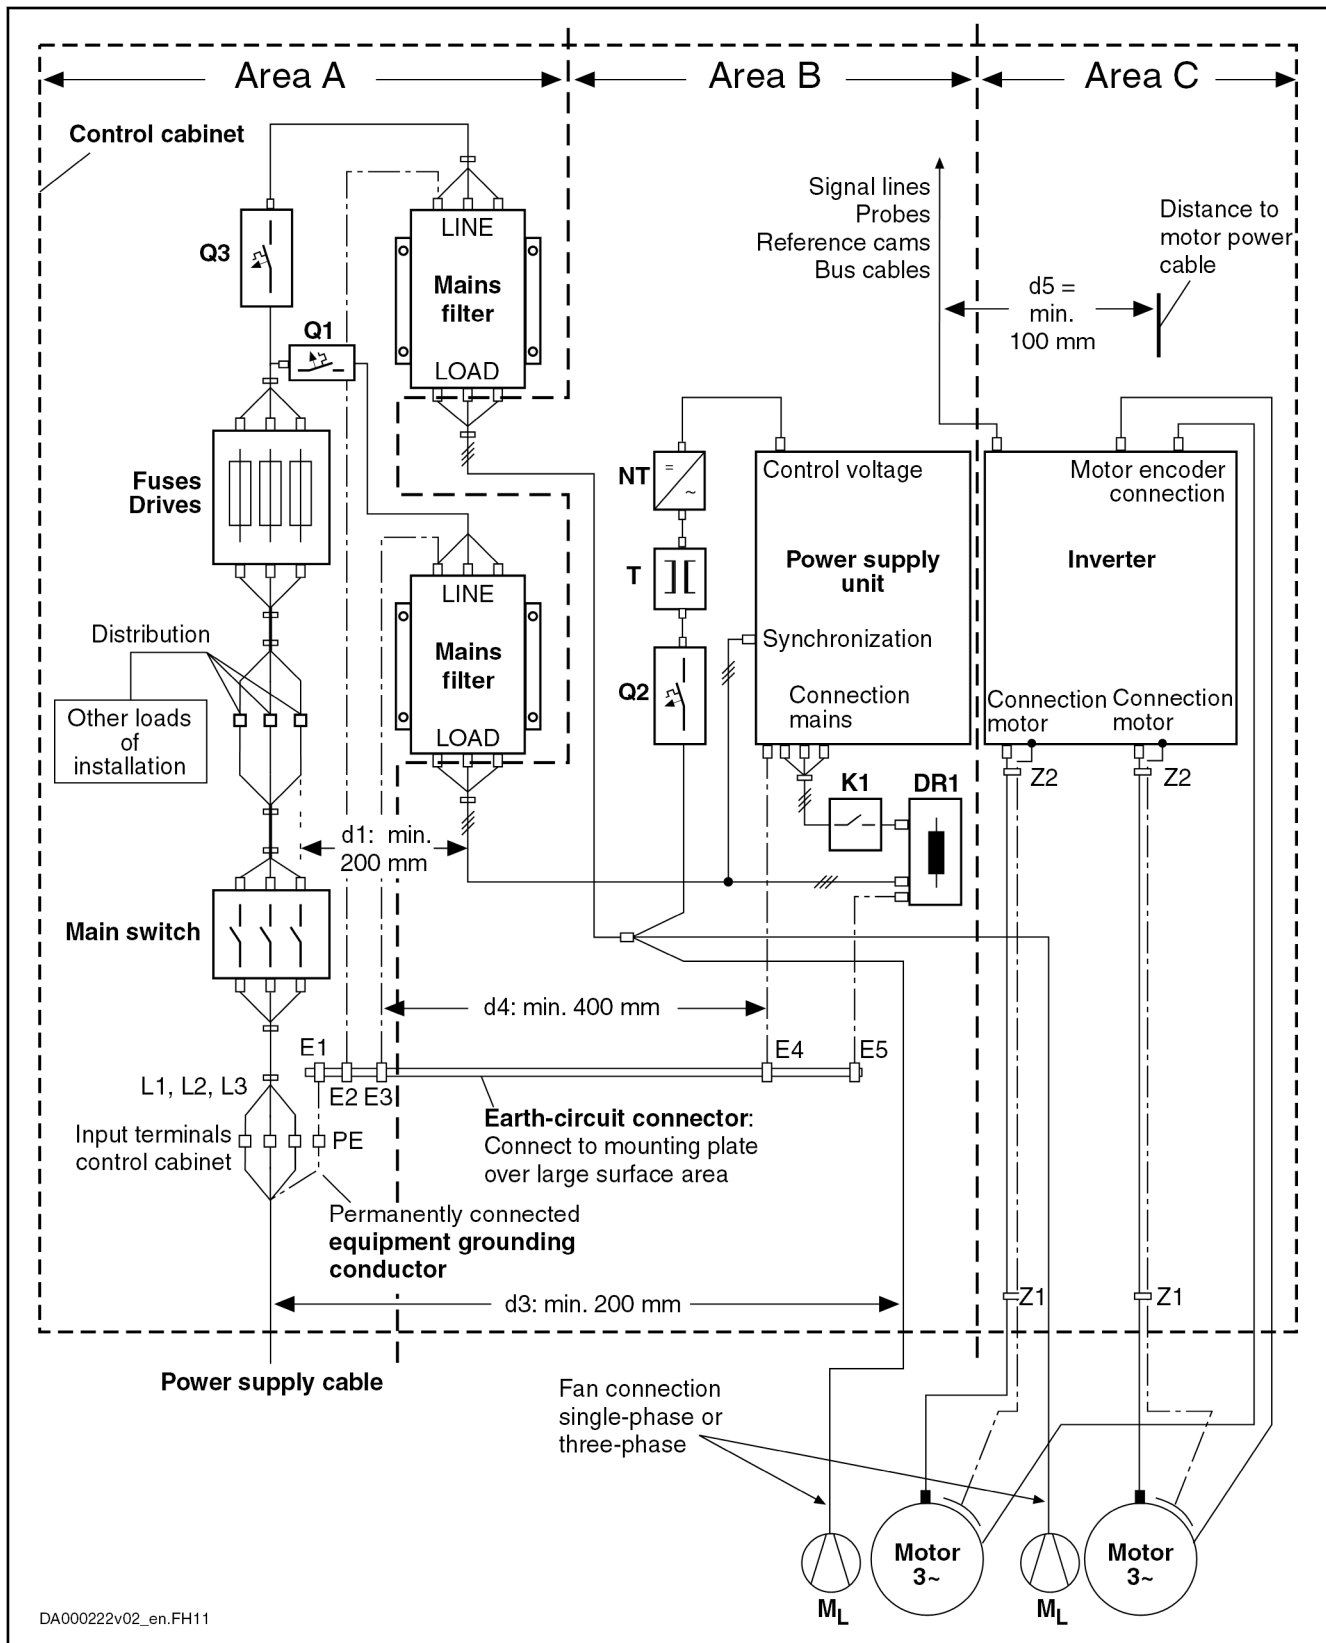 Area A
Area B
Area C
Control cabinet
Signal lines
Probes
Reference cams
Bus cables
Distance to
motor power
cable
d5 =
min.
100 mm
Q3
LINE
Mains
filter
LOAD
Q1
Fuses
Drives
NT
=
~
T
Q2
Control voltage
Power supply
unit
Synchronization
Connection
mains
Motor encoder
connection
Inverter
Connection
motor
Connection
motor
LINE
Mains
filter
LOAD
Distribution
Other loads
of
installation
Z2
Z2
K1
DR1
d1: min.
200 mm
Main switch
d4: min. 400 mm
E1
E2
E3
E4
E5
L1, L2, L3
Input terminals
control cabinet
PE
Earth-circuit connector:
Connect to mounting plate
over large surface area
Permanently connected
equipment grounding
conductor
d3: min. 200 mm
Z1
Z1
Power supply cable
Fan connection
single-phase or
three-phase
Motor
3~
Motor
3~
ML
ML
DA000222v02_en.FH11